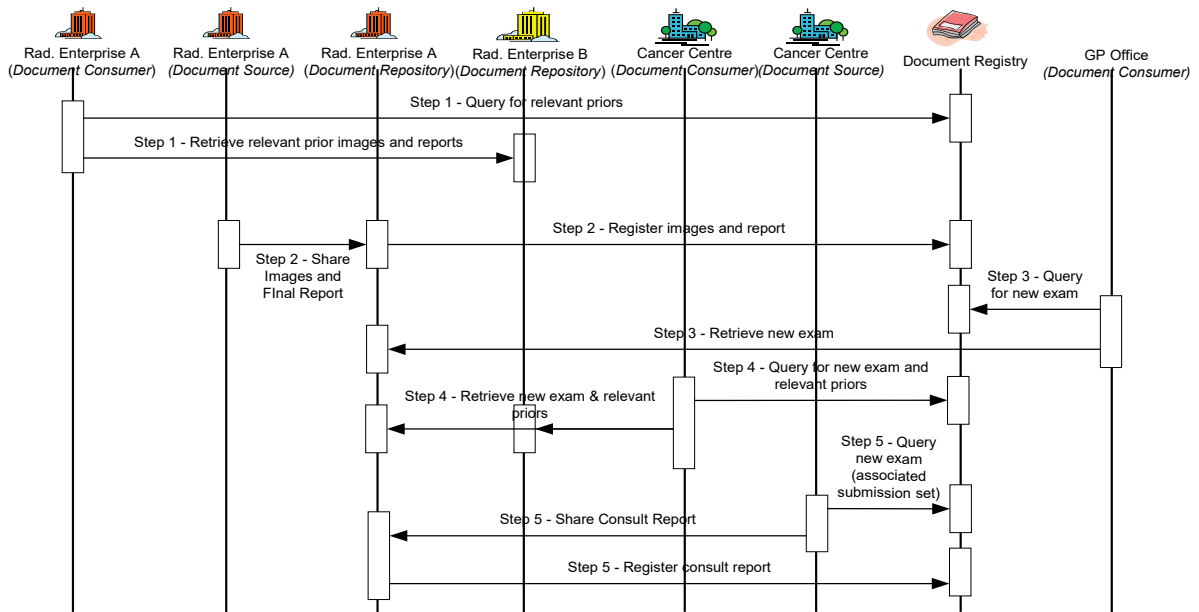 Rad. Enterprise A
(Document Consumer)
Rad. Enterprise A
(Document Source)
Rad. Enterprise A
(Document Repository)
Rad. Enterprise B
(Document Repository)
Cancer Centre
(Document Consumer)
Cancer Centre
(Document Source)
Document Registry
GP Office
(Document Consumer)
Step 1 - Query for relevant priors
Step 1 - Retrieve relevant prior images and reports
Step 2 - Register images and report
Step 2 - Share
Images and
FInal Report
Step 3 - Query
for new exam
Step 3 - Retrieve new exam
Step 4 - Query for new exam and
relevant priors
Step 4 - Retrieve new exam & relevant
priors
Step 5 - Query
new exam
(associated
submission set)
Step 5 - Share Consult Report
Step 5 - Register consult report